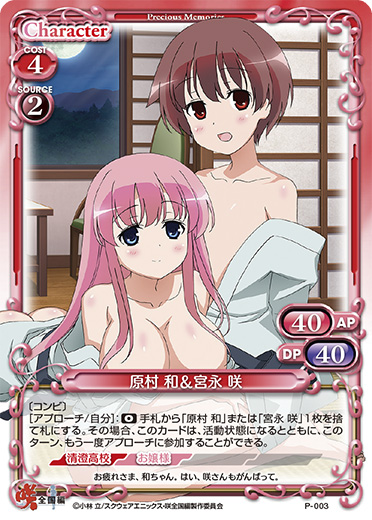 Precious Memories
Character
COST
4
SOURCE
2
40 AP
DP 40
原村 和＆宮永 咲
［コンビ］
［アプローチ/自分］：手札から「原村 和」または「宮永 咲」1枚を捨
て札にする。その場合、このカードは、活動状態になるとともに、この
ターン、もう一度アプローチに参加することができる。
清澄高校 お嬢様
お疲れさま、和ちゃん。はい、咲さんもがんばって。
咲 全国編
©小林 立/スクウェアエニックス・咲全国編製作委員会
P-003